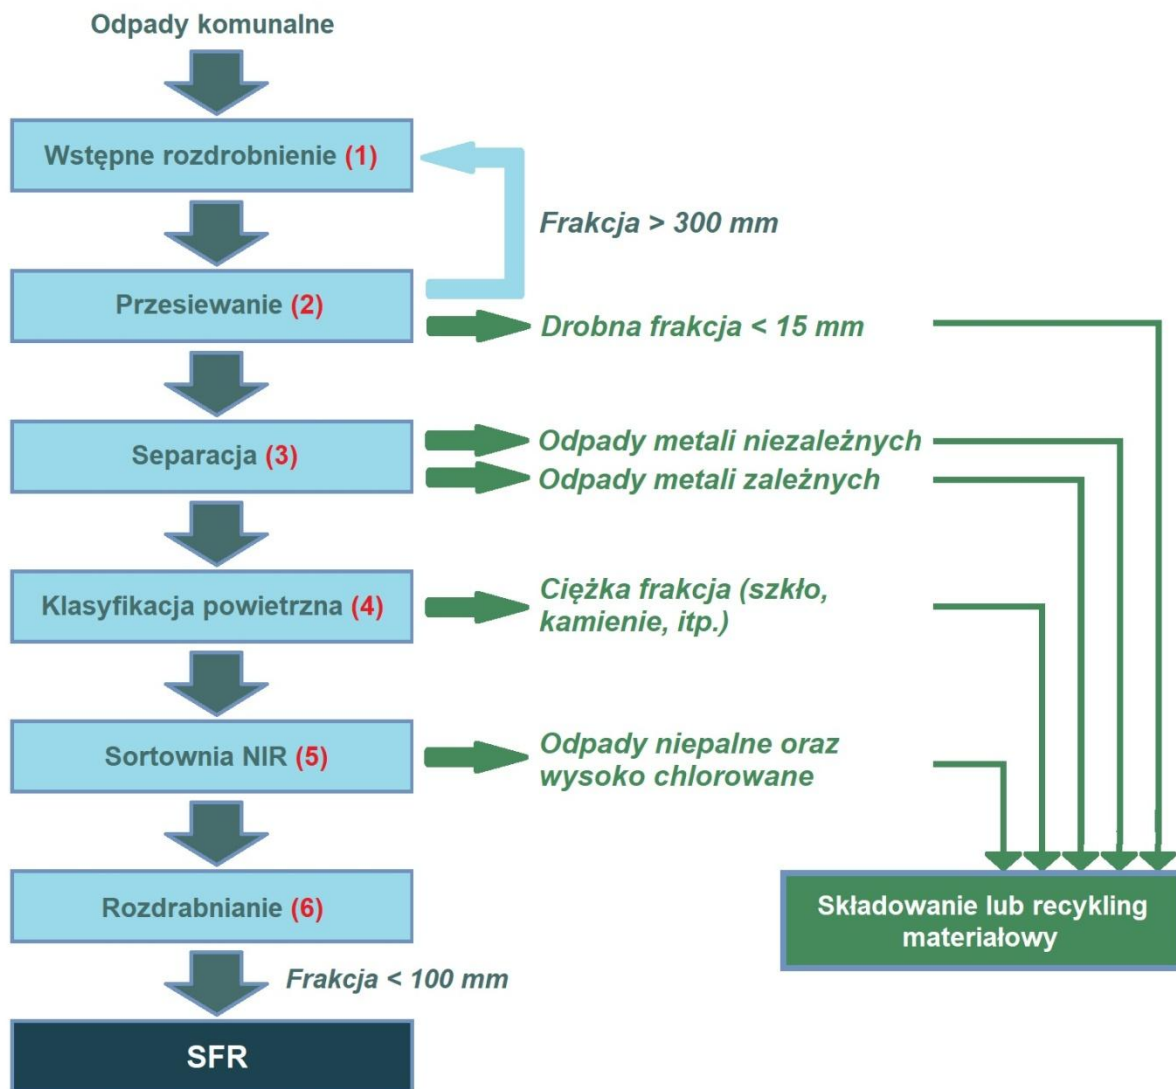 Odpady komunalne
Wstępne rozdrobnienie (1)
Frakcja > 300 mm
Przesiewanie (2)
Drobna frakcja < 15 mm
Separacja (3)
Odpady metali niezależnych
Odpady metali zależnych
Klasyfikacja powietrzna (4)
Ciężka frakcja (szkło,
kamienie, itp.)
Sortownia NIR (5)
Odpady niepalne oraz
wysoko chlorowane
Rozdrabnianie (6)
Składowanie lub recykling
materiałowy
Frakcja < 100 mm
SFR